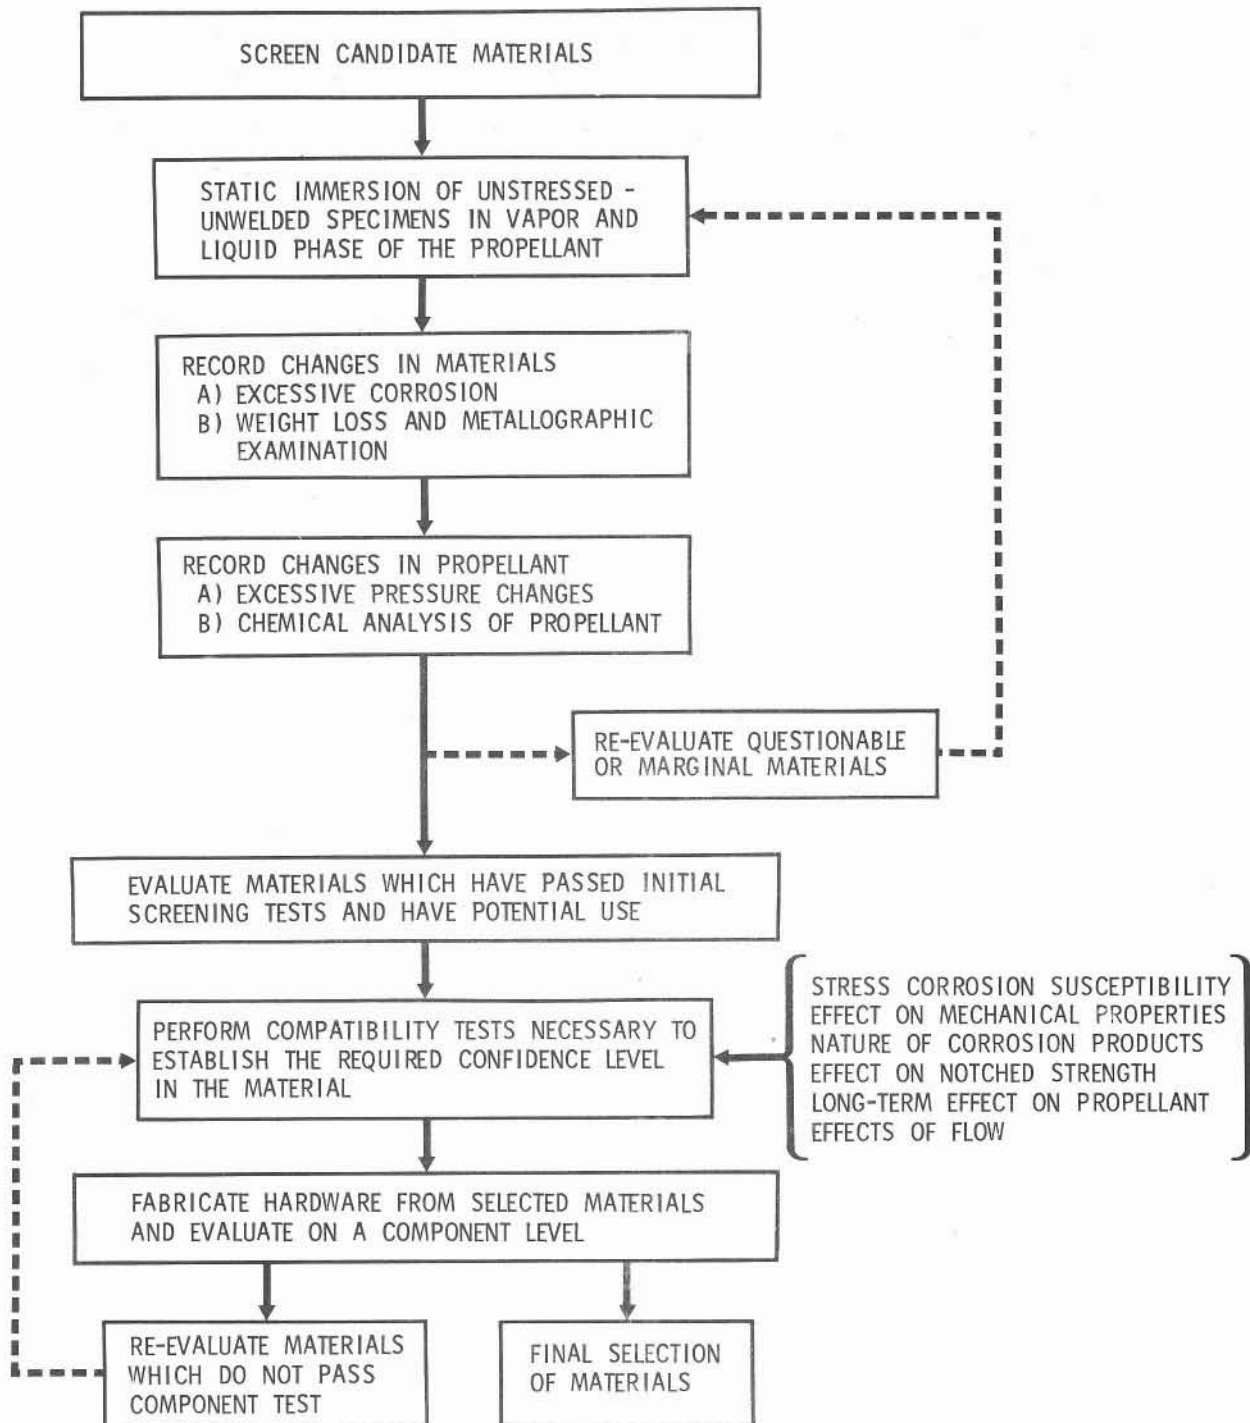 SCREEN CANDIDATE MATERIALS
STATIC IMMERSION OF UNSTRESSED -
UNWELDED SPECIMENS IN VAPOR AND
LIQUID PHASE OF THE PROPELLANT
RECORD CHANGES IN MATERIALS
A) EXCESSIVE CORROSION
B) WEIGHT LOSS AND METALLOGRAPHIC
EXAMINATION
RECORD CHANGES IN PROPELLANT
A) EXCESSIVE PRESSURE CHANGES
B) CHEMICAL ANALYSIS OF PROPELLANT
RE-EVALUATE QUESTIONABLE
OR MARGINAL MATERIALS
EVALUATE MATERIALS WHICH HAVE PASSED INITIAL
SCREENING TESTS AND HAVE POTENTIAL USE
PERFORM COMPATIBILITY TESTS NECESSARY TO
ESTABLISH THE REQUIRED CONFIDENCE LEVEL
IN THE MATERIAL
STRESS CORROSION SUSCEPTIBILITY
EFFECT ON MECHANICAL PROPERTIES
NATURE OF CORROSION PRODUCTS
EFFECT ON NOTCHED STRENGTH
LONG-TERM EFFECT ON PROPELLANT
EFFECTS OF FLOW
FABRICATE HARDWARE FROM SELECTED MATERIALS
AND EVALUATE ON A COMPONENT LEVEL
RE-EVALUATE MATERIALS
WHICH DO NOT PASS
COMPONENT TEST
FINAL SELECTION
OF MATERIALS